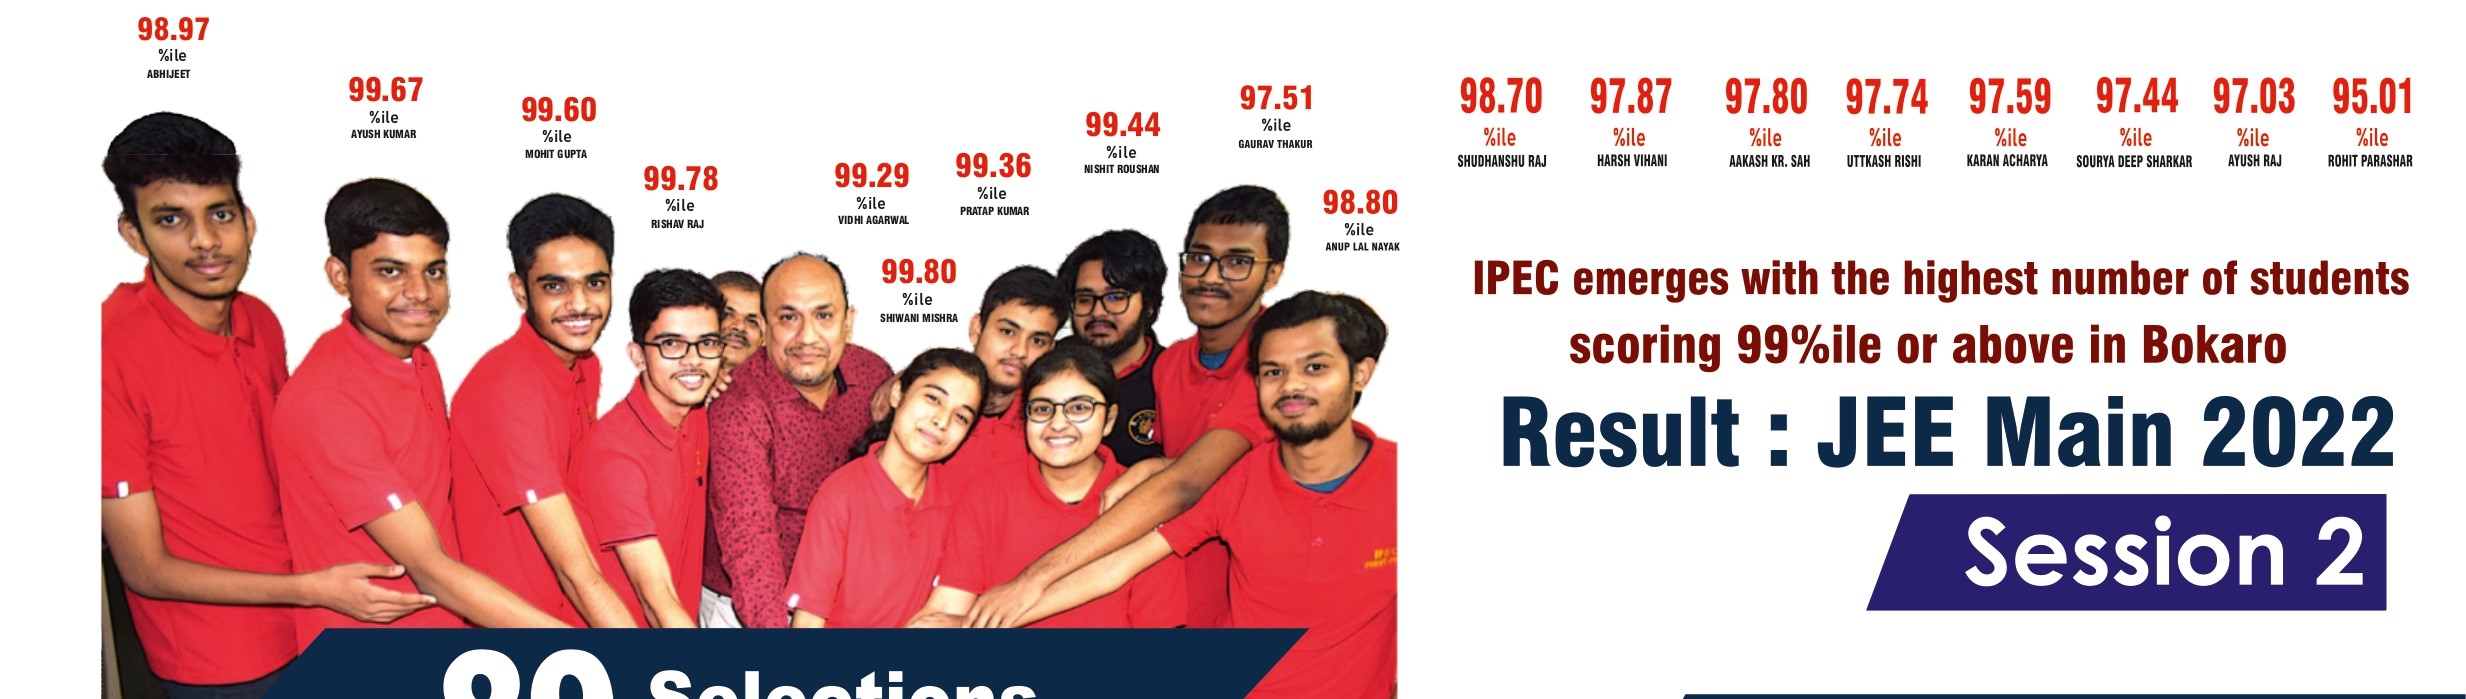 98.97
%ile
ABHIJEET
99.67
%ile
AYUSH KUMAR
99.60
%ile
MOHIT GUPTA
99.78
%ile
RISHAV RAJ
99.29
%ile
VIDHI AGARWAL
99.80
%ile
SHIWANI MISHRA
99.36
%ile
PRATAP KUMAR
99.44
%ile
NISHIT ROUSHAN
97.51
%ile
GAURAV THAKUR
98.80
%ile
ANUP LAL NAYAK
98.70
%ile
SHUDHANSHU RAJ
97.87
%ile
HARSH VIHANI
97.80
%ile
AAKASH KR. SAH
97.74
%ile
UTTKASH RISHI
97.59
%ile
KARAN ACHARYA
97.44
%ile
SOURYA DEEP SHARKAR
97.03
%ile
AYUSH RAJ
95.01
%ile
ROHIT PARASHAR
IPEC emerges with the highest number of students
scoring 99%ile or above in Bokaro
Result : JEE Main 2022
Session 2
IPEC
Selections